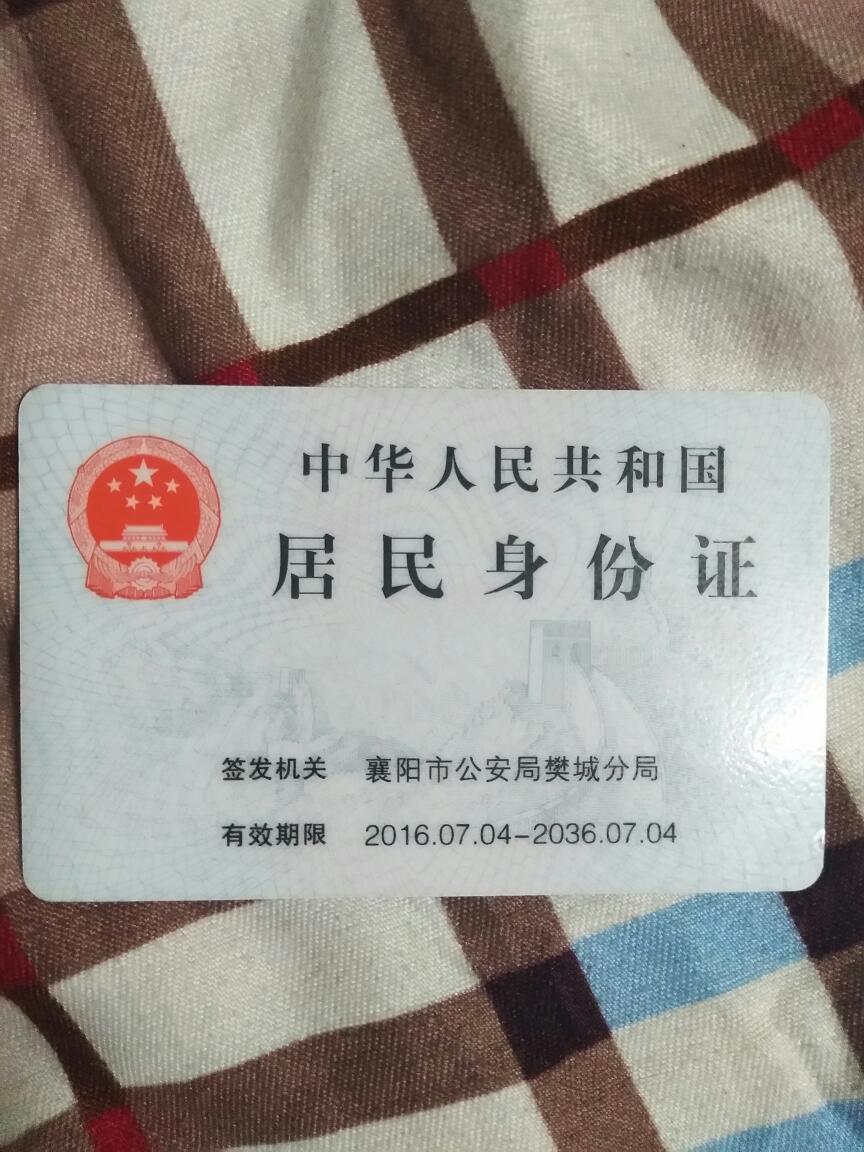 中华人民共和国
居民身份证
签发机关 襄阳市公安局樊城分局
有效期限 2016.07.04-2036.07.04